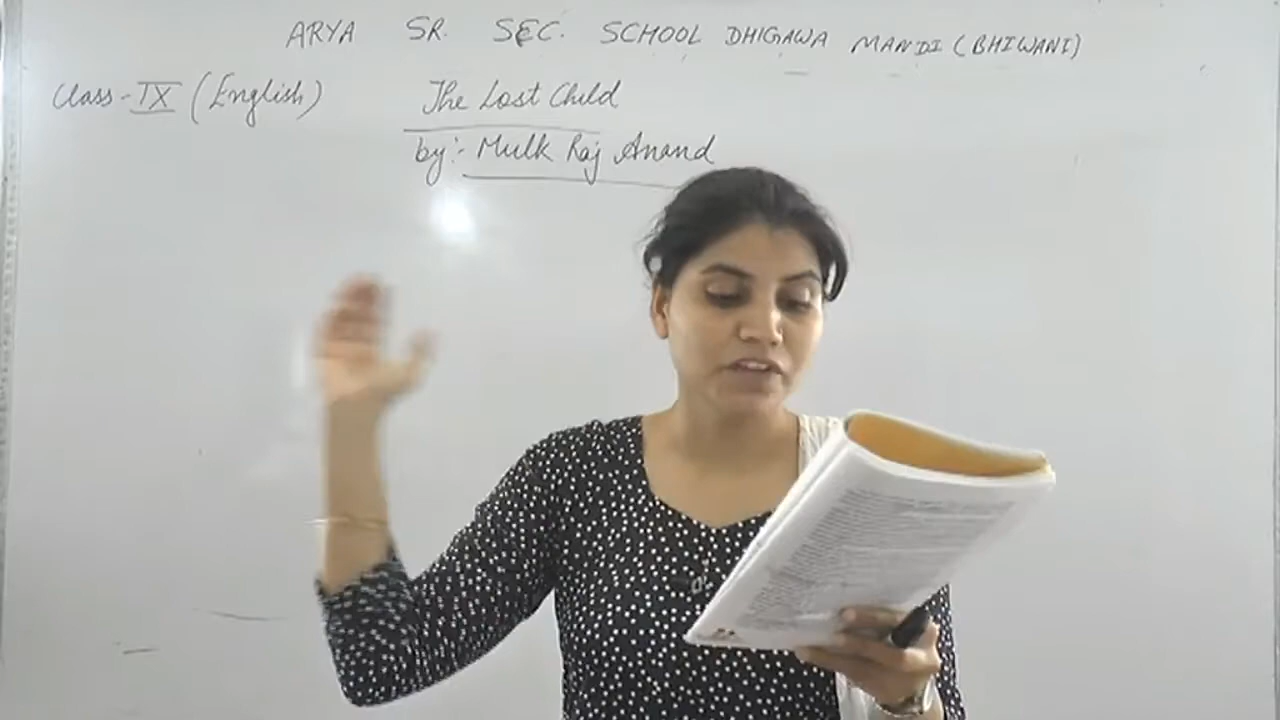 ARYA SR. SEC. SCHOOL DHIGAWA MANDI (BHIWANI)
Class - IX (English) The Lost Child
by:- Mulk Raj Anand